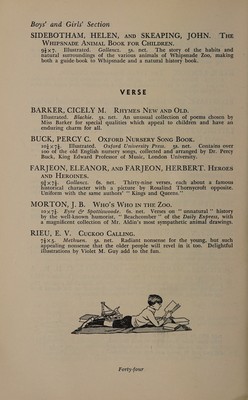 Boys' and Girls' Section
SIDEBOTHAM, HELEN, and SKEAPING, JOHN. The
Whipsnade Animal Book for Children.
9½ x 7. Illustrated. Gollancz. 5s. net. The story of the habits and
natural surroundings of the various animals of Whipsnade Zoo, making
both a guide-book to Whipsnade and a natural history book.
VERSE
BARKER, CICELY M. Rhymes New and Old.
Illustrated. Blackie. 2s. net. An unusual collection of poems chosen by
Miss Barker for special qualities which appeal to children and have an
enduring charm for all.
BUCK, PERCY C. Oxford Nursery Song Book.
10¼ x 7½. Illustrated. Oxford University Press. 5s. net. Contains over
100 of the old English nursery songs, collected and arranged by Dr. Percy
Buck, King Edward Professor of Music, London University.
FARJEON, ELEANOR, and FARJEON, HERBERT. Heroes
and Heroines.
Gollancz. 6s. net. Thirty-nine verses, each about a famous
historical character with a picture by Rosalind Thornycroft opposite.
Uniform with the same authors' "Kings and Queens."
MORTON, J. B. Who's Who in the Zoo.
10 x 7½. Eyre & Spottiswoode. 6s. net. Verses on "unnatural" history
by the well-known humorist, "Beachcomber" of the Daily Express, with
a magnificent collection of Mr. Aldin's most sympathetic animal drawings.
RIEU, E. V. Cuckoo Calling.
7½ x 5. Methuen. 5s. net. Radiant nonsense for the young, but such
appealing nonsense that the older people will revel in it too. Delightful
illustrations by Violet M. Guy add to the fun.
Forty-four